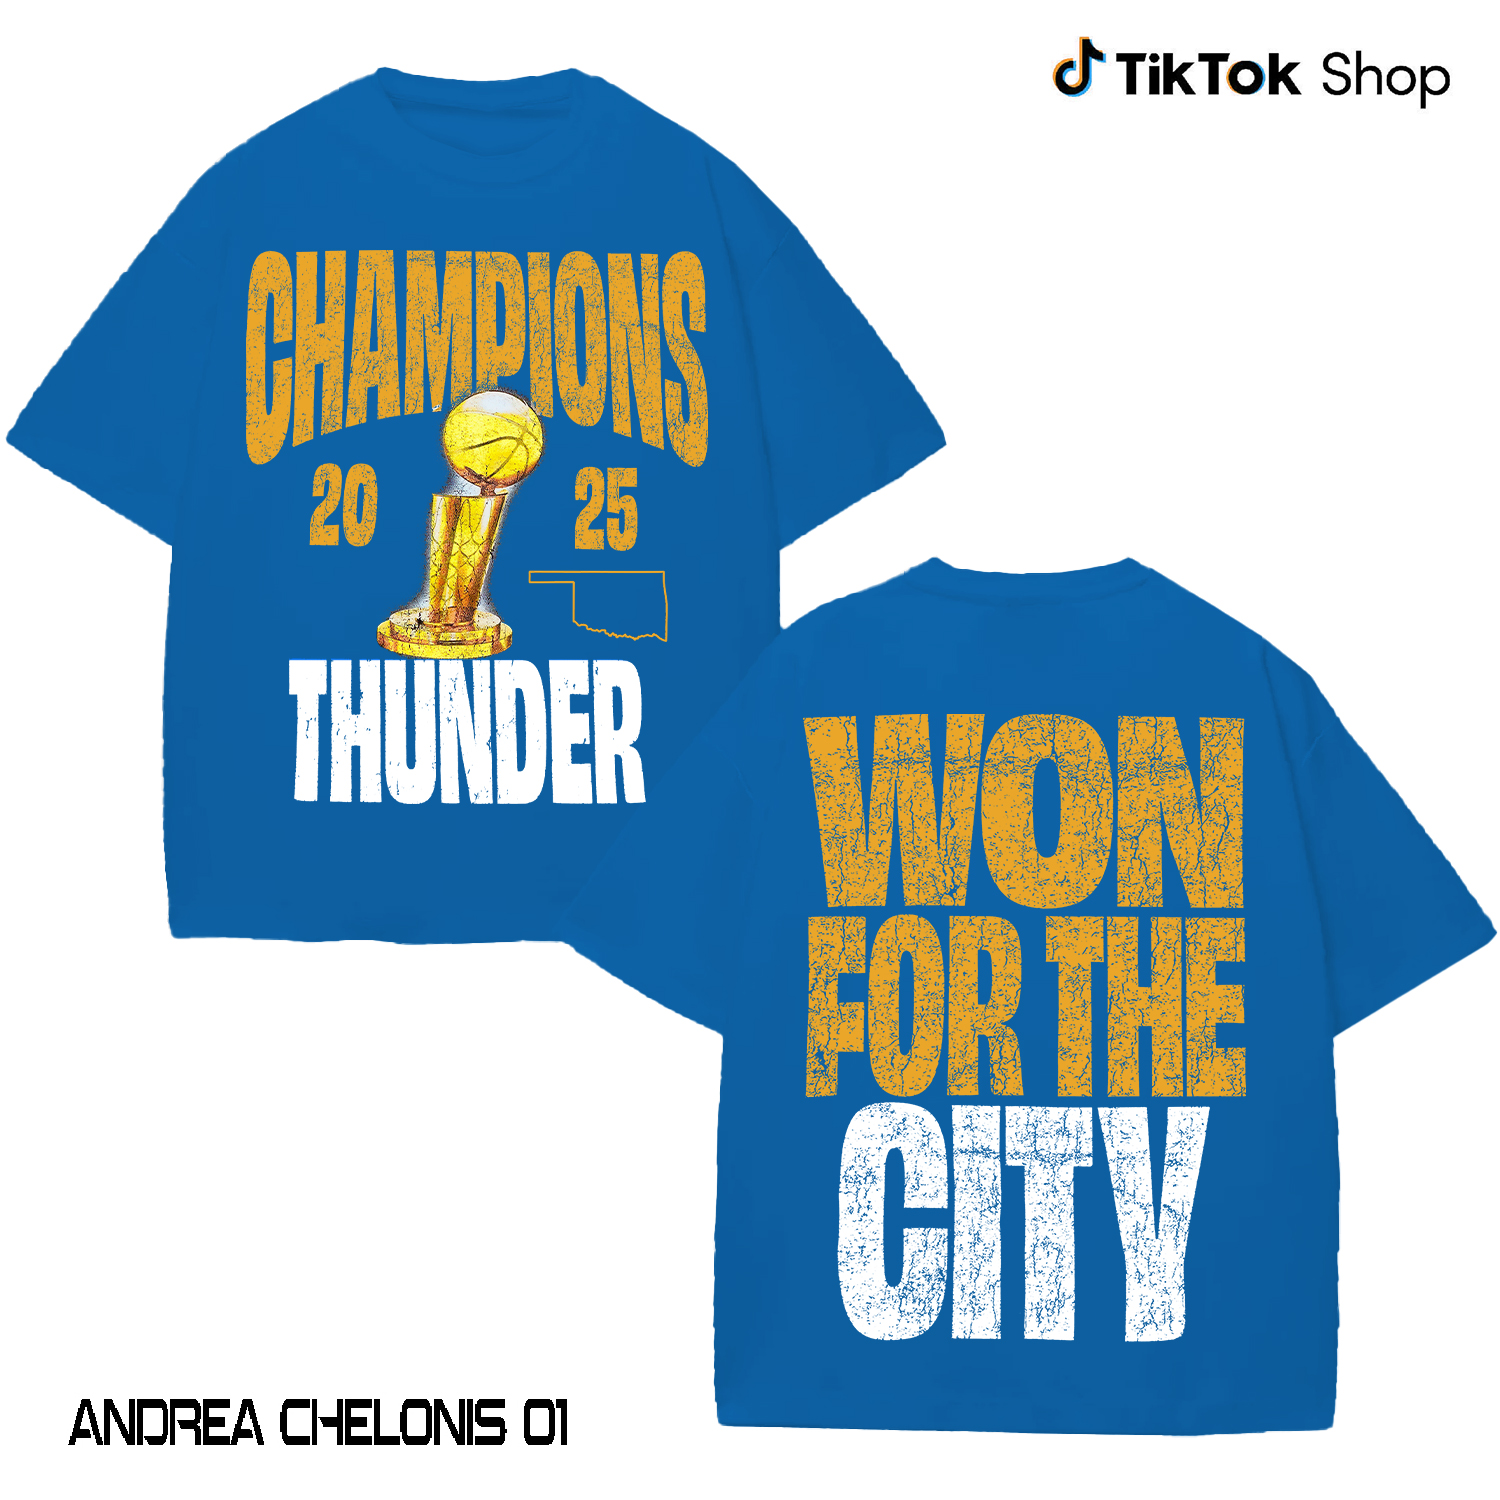 TikTok Shop
CHAMPIONS
20 25
THUNDER
WON
FOR THE
CITY
ANDREA CHELONIS 01